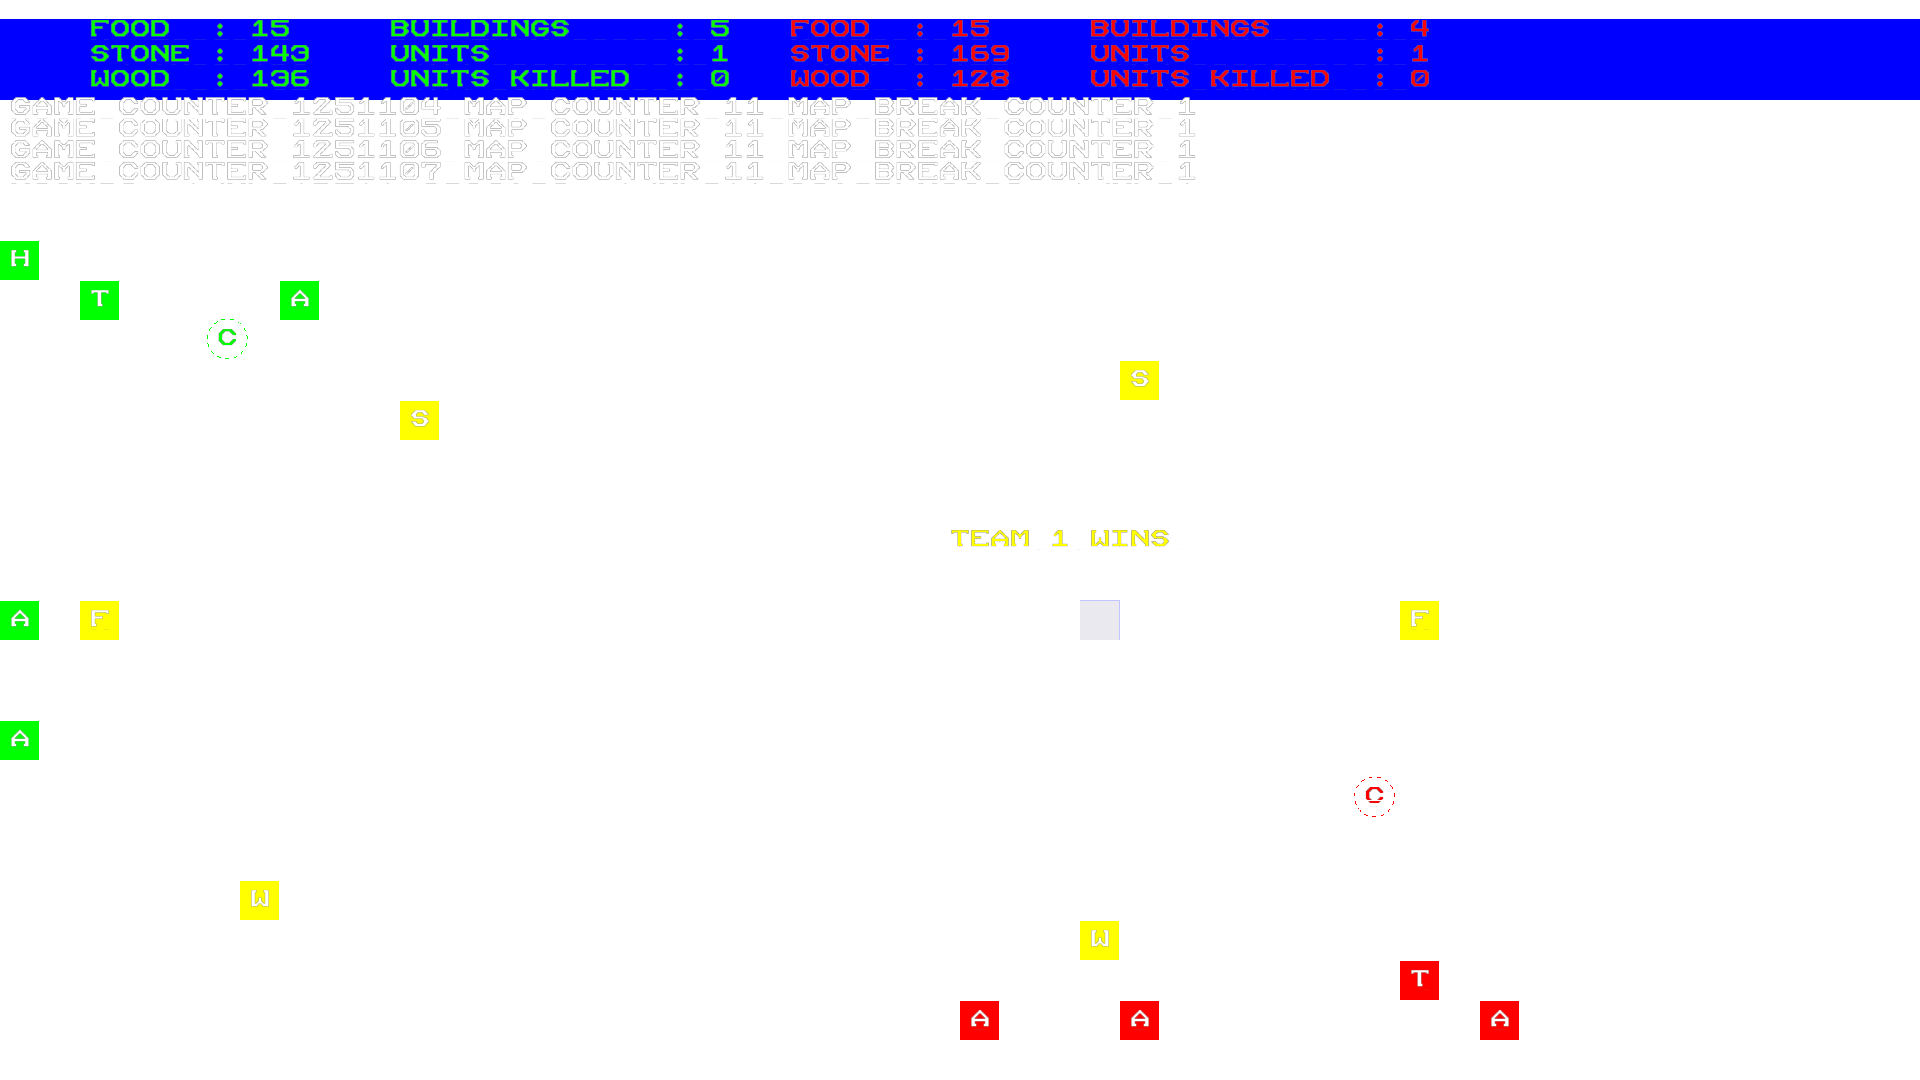 FOOD : 15 BUILDINGS : 5 FOOD : 15 BUILDINGS : 4
STONE : 143 UNITS : 1 STONE : 169 UNITS : 1
WOOD : 136 UNITS KILLED : 0 WOOD : 128 UNITS KILLED : 0
GAME COUNTER 1251104 MAP COUNTER 11 MAP BREAK COUNTER 1
GAME COUNTER 1251105 MAP COUNTER 11 MAP BREAK COUNTER 1
GAME COUNTER 1251106 MAP COUNTER 11 MAP BREAK COUNTER 1
GAME COUNTER 1251107 MAP COUNTER 11 MAP BREAK COUNTER 1
H
T A
C
S
S
TEAM 1 WINS
A F F
A
C
W
W
T
A A A